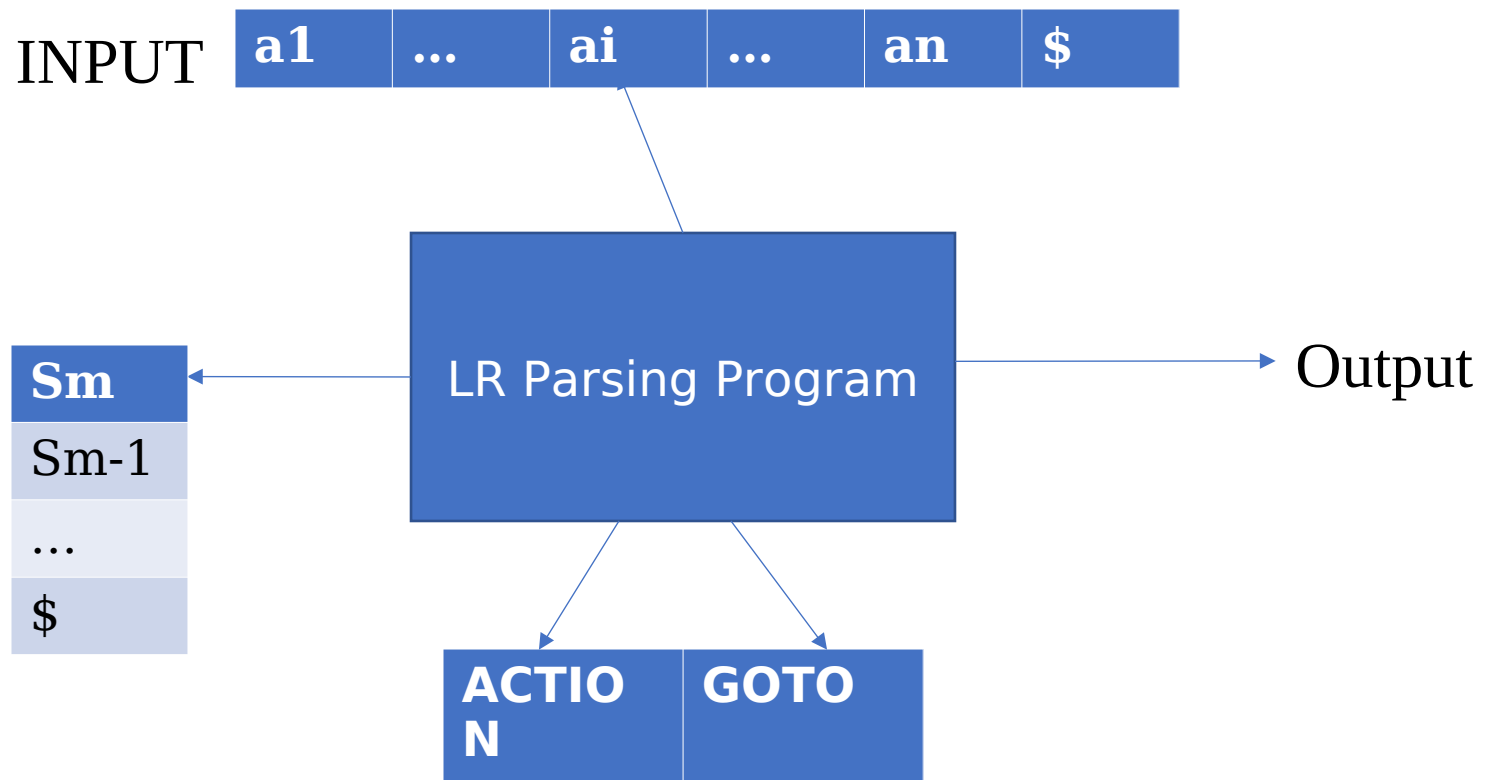 INPUT
a1 ... ai ... an $
LR Parsing Program
Output
Sm
Sm-1
...
$
ACTIO
N
GOTO